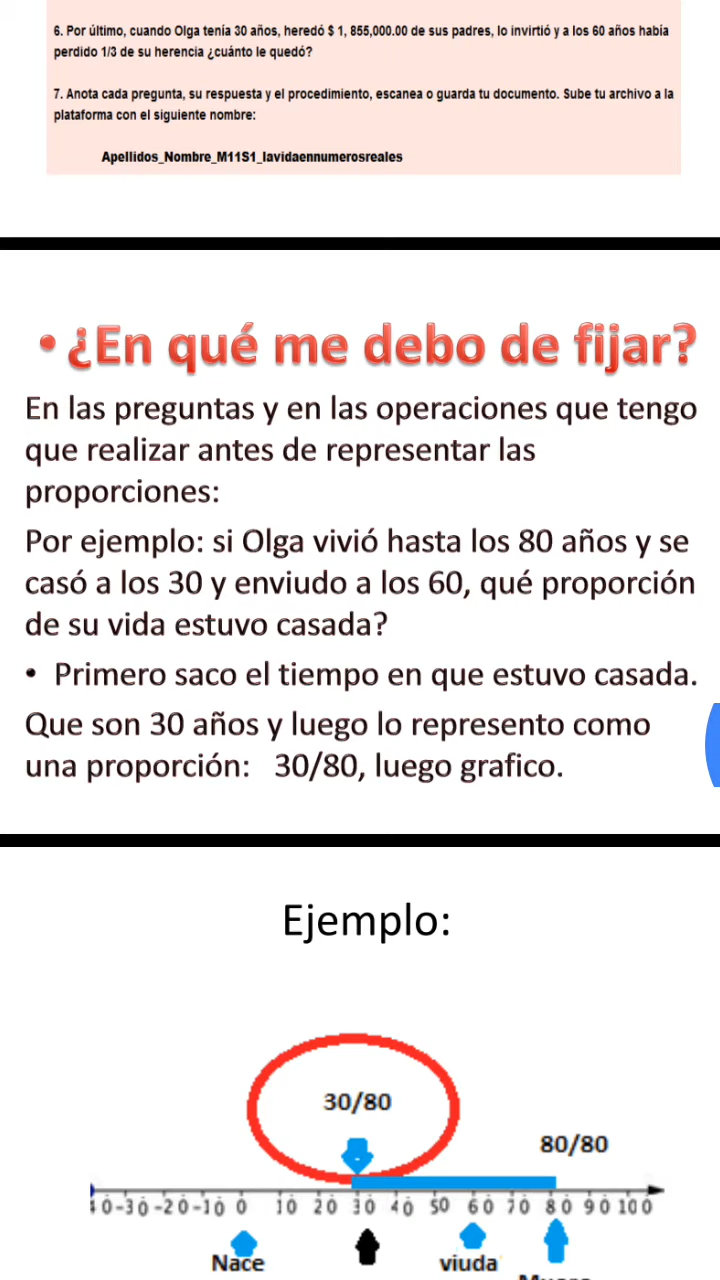 6. Por último, cuando Olga tenía 30 años, heredó $ 1, 855,000.00 de sus padres, lo invirtió y a los 60 años había
perdido 1/3 de su herencia ¿cuánto le quedó?
7. Anota cada pregunta, su respuesta y el procedimiento, escanea o guarda tu documento. Sube tu archivo a la
plataforma con el siguiente nombre:
Apellidos_Nombre_M11S1_lavidaennumerosreales
• ¿En qué me debo de fijar?
En las preguntas y en las operaciones que tengo
que realizar antes de representar las
proporciones:
Por ejemplo: si Olga vivió hasta los 80 años y se
casó a los 30 y enviudo a los 60, qué proporción
de su vida estuvo casada?
• Primero saco el tiempo en que estuvo casada.
Que son 30 años y luego lo represento como
una proporción: 30/80, luego grafico.
Ejemplo:
30/80
80/80
-30 -20 -10 0 10 20 30 40 50 60 70 80 90 100
Nace viuda